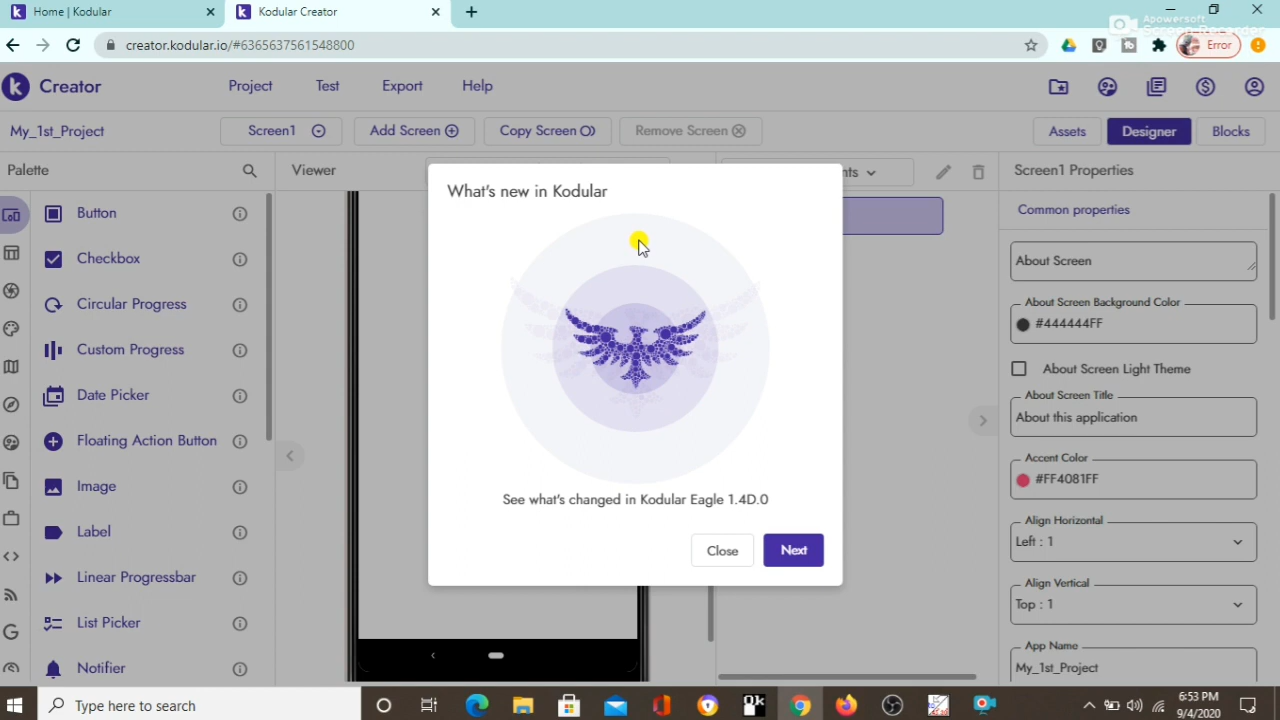 Home | Kodular
Kodular Creator
Apowersoft
Screen Recorder
creator.kodular.io/#6365637561548800
Error
Creator
Project
Test
Export
Help
My_1st_Project
Screen1
Add Screen
Copy Screen
Remove Screen
Assets
Designer
Blocks
Palette
Viewer
nts
Screen1 Properties
Button
Checkbox
Circular Progress
Custom Progress
Date Picker
Floating Action Button
Image
Label
Linear Progressbar
List Picker
Notifier
What's new in Kodular
See what's changed in Kodular Eagle 1.4D.0
Close
Next
Common properties
About Screen
About Screen Background Color
#444444FF
About Screen Light Theme
About Screen Title
About this application
Accent Color
#FF4081FF
Align Horizontal
Left : 1
Align Vertical
Top : 1
App Name
My_1st_Project
Type here to search
6:53 PM
9/4/2020